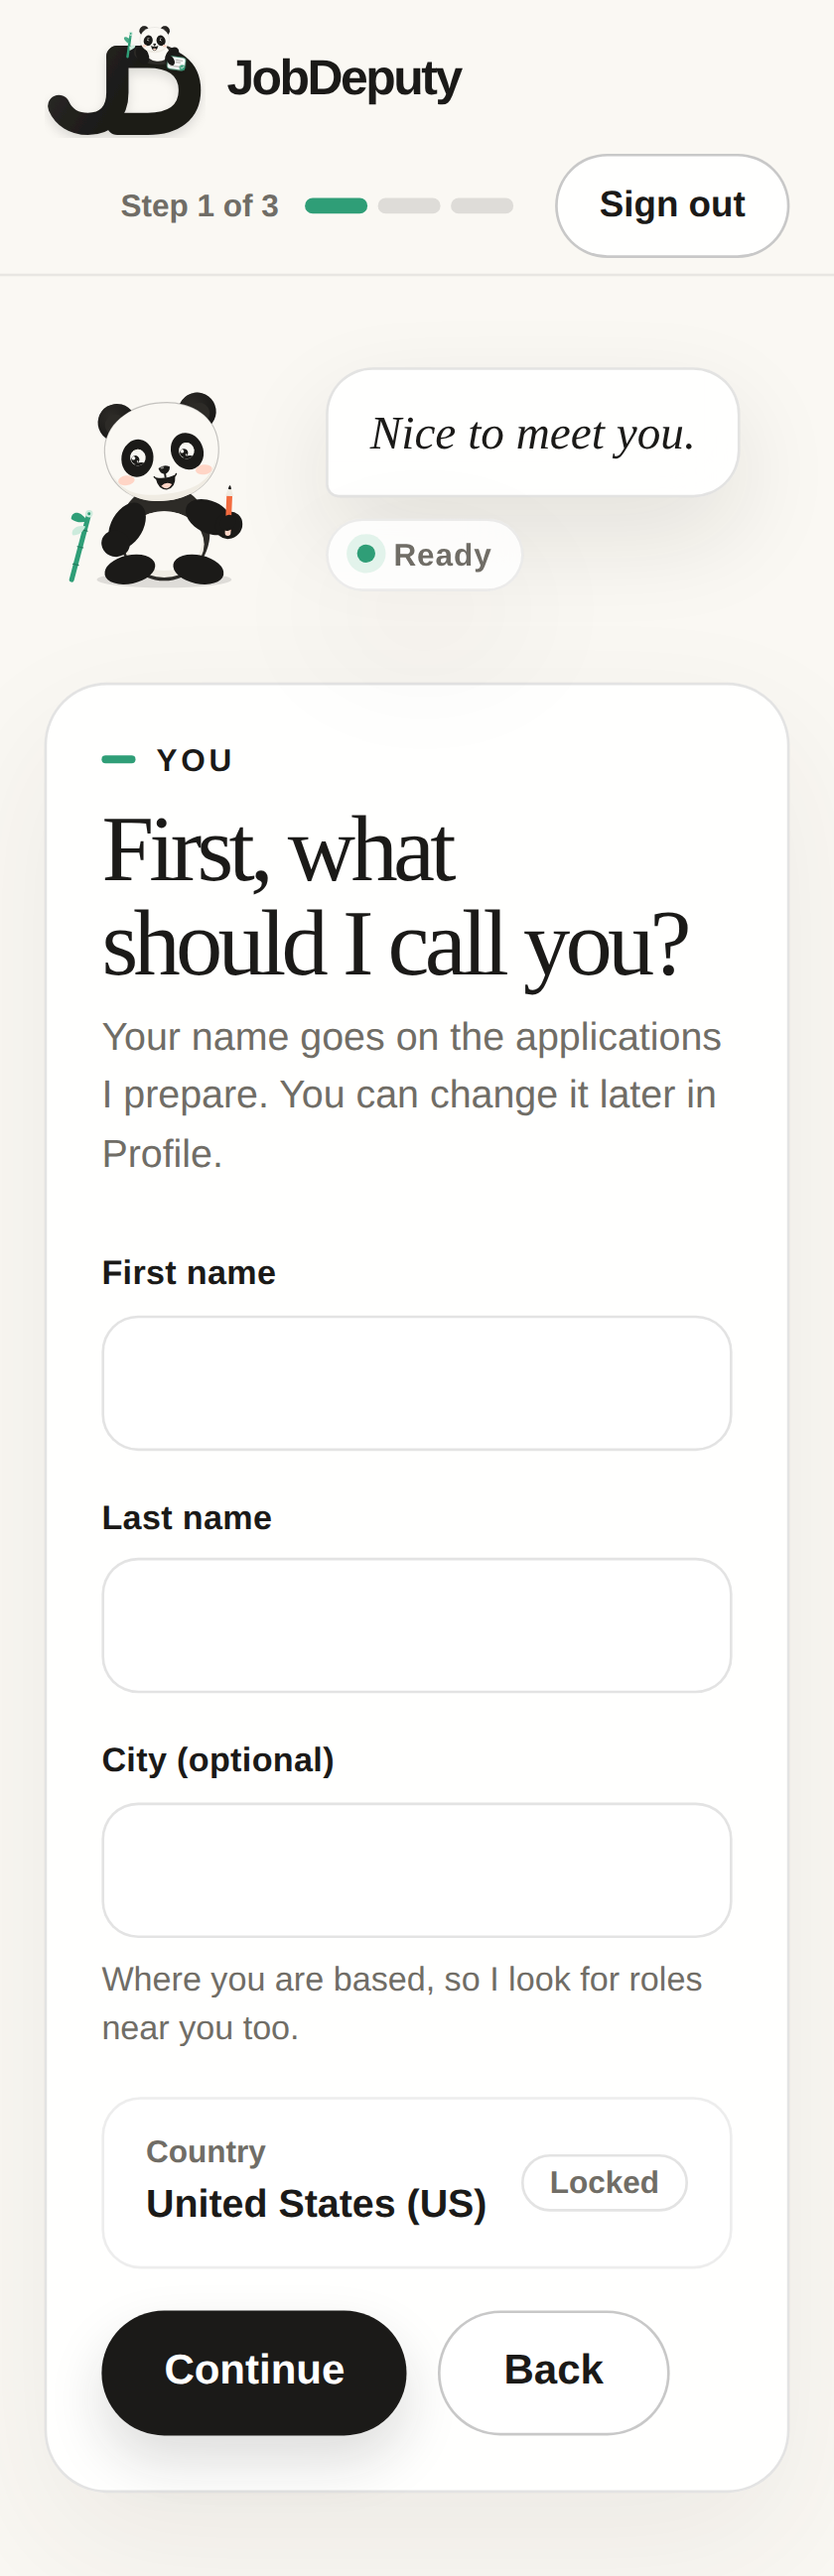 JD JobDeputy
Step 1 of 3
Sign out
Nice to meet you.
Ready
YOU
First, what
should I call you?
Your name goes on the applications
I prepare. You can change it later in
Profile.
First name
Last name
City (optional)
Where you are based, so I look for roles
near you too.
Country
United States (US)
Locked
Continue
Back